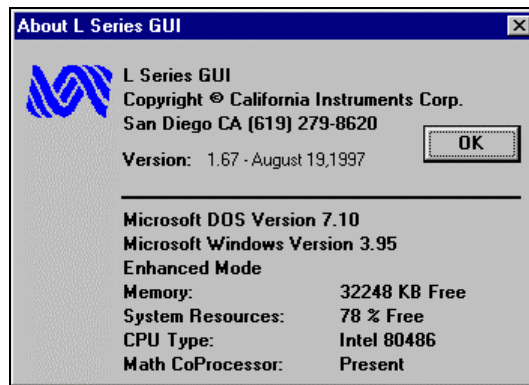 About L Series GUI
L Series GUI
Copyright © California Instruments Corp.
San Diego CA (619) 279-8620
OK
Version: 1.67 - August 19,1997
Microsoft DOS Version 7.10
Microsoft Windows Version 3.95
Enhanced Mode
Memory: 32248 KB Free
System Resources: 78 % Free
CPU Type: Intel 80486
Math CoProcessor: Present